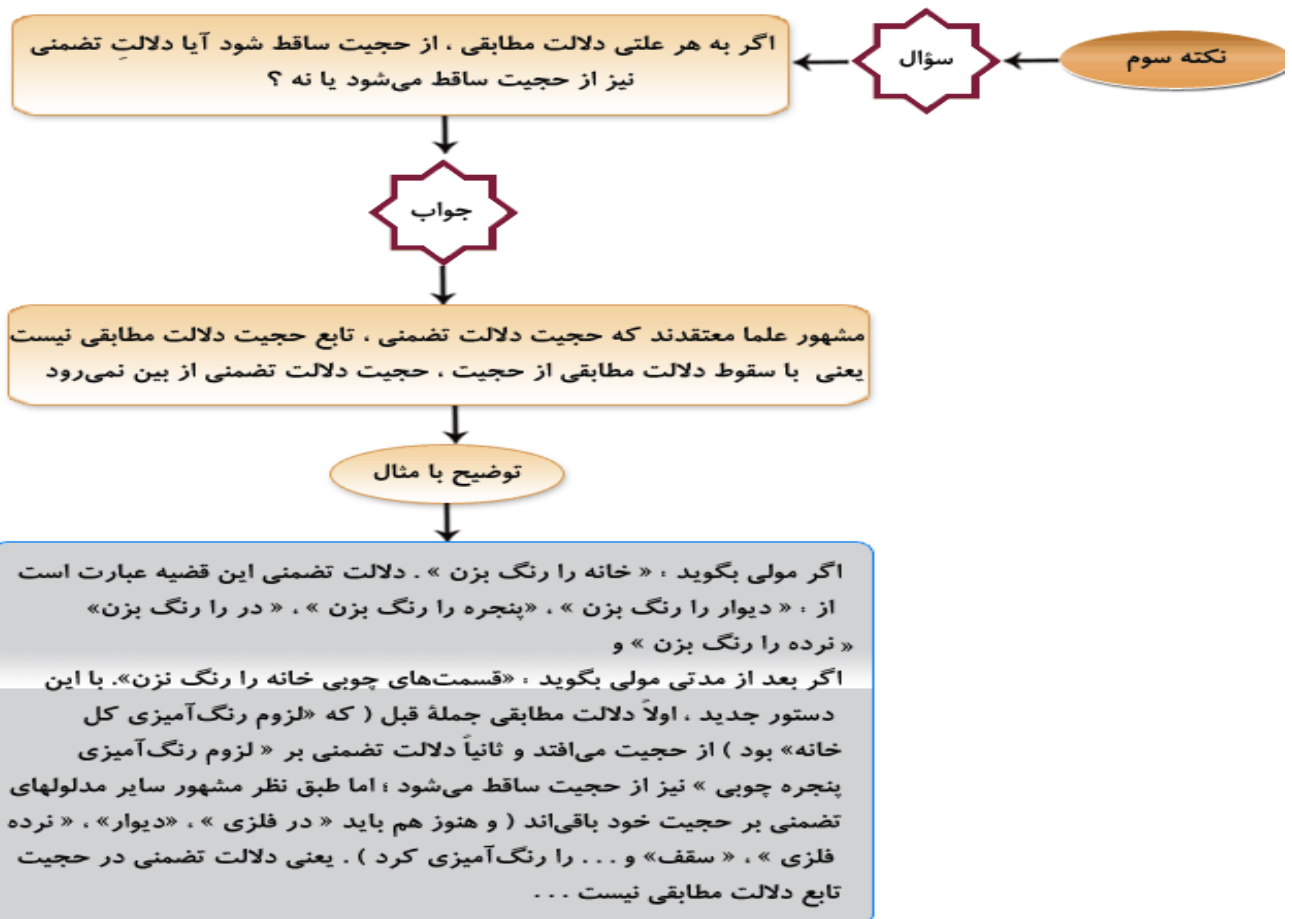 نکته سوم
سؤال
اگر به هر علتی دلالت مطابقی ، از حجیت ساقط شود آیا دلالتِ تضمنی
نیز از حجیت ساقط می‌شود یا نه ؟
جواب
مشهور علما معتقدند که حجیت دلالت تضمنی ، تابع حجیت دلالت مطابقی نیست
یعنی با سقوط دلالت مطابقی از حجیت ، حجیت دلالت تضمنی از بین نمی‌رود
توضیح با مثال
اگر مولی بگوید : « خانه را رنگ بزن » . دلالت تضمنی این قضیه عبارت است
از : « دیوار را رنگ بزن » ، «پنجره را رنگ بزن » ، « در را رنگ بزن»
« نرده را رنگ بزن » و
اگر بعد از مدتی مولی بگوید : «قسمت‌های چوبی خانه را رنگ نزن». با این
دستور جدید ، اولاً دلالت مطابقی جملهٔ قبل ( که «لزوم رنگ‌آمیزی کل
خانه» بود ) از حجیت می‌افتد و ثانیاً دلالت تضمنی بر « لزوم رنگ‌آمیزی
پنجره چوبی » نیز از حجیت ساقط می‌شود ؛ اما طبق نظر مشهور سایر مدلولهای
تضمنی بر حجیت خود باقی‌اند ( و هنوز هم باید « در فلزی » ، «دیوار» ، « نرده
فلزی » ، « سقف» و . . . را رنگ‌آمیزی کرد ) . یعنی دلالت تضمنی در حجیت
تابع دلالت مطابقی نیست . . .